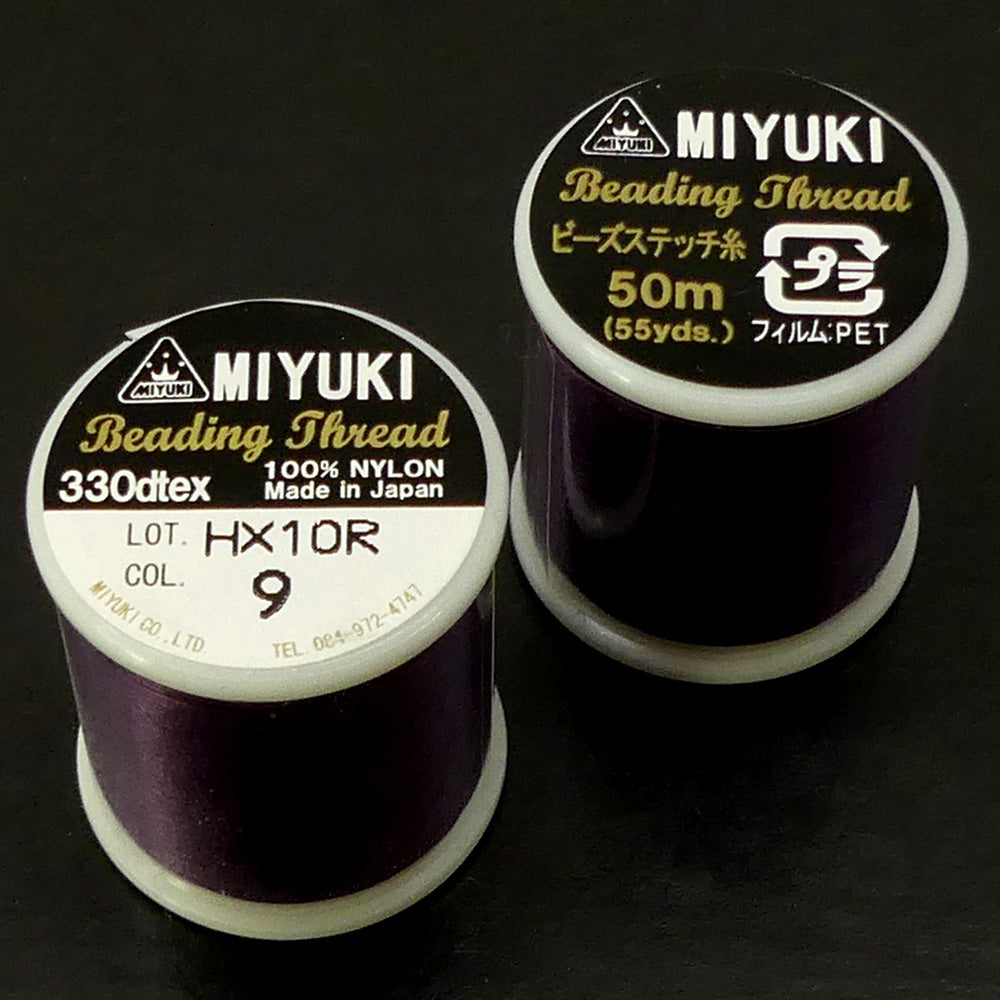 MIYUKI
MIYUKI
Beading Thread
330dtex
100% NYLON
Made in Japan
LOT. HX10R
COL. 9
MIYUKI CO.,LTD
TEL 084-972-4747
MIYUKI
MIYUKI
Beading Thread
ビーズステッチ糸
50m
(55yds.)
プラ
フィルム:PET